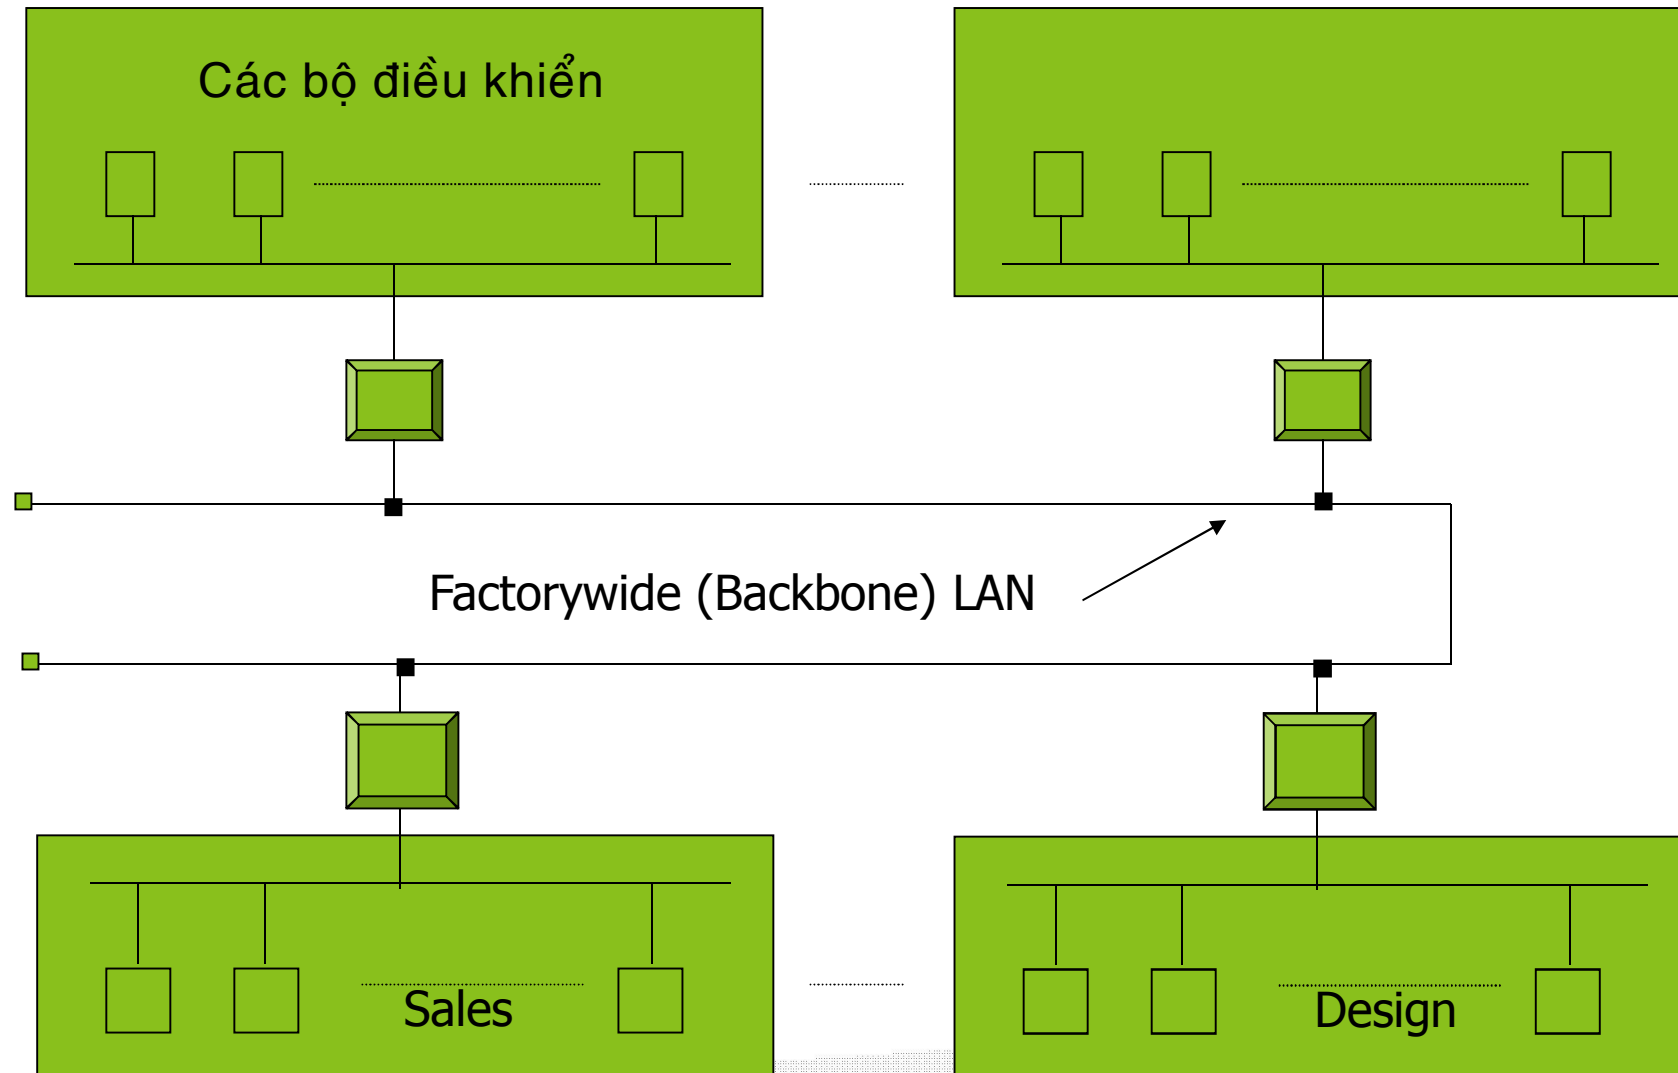 Các bộ điều khiển
Factorywide (Backbone) LAN
Sales
Design